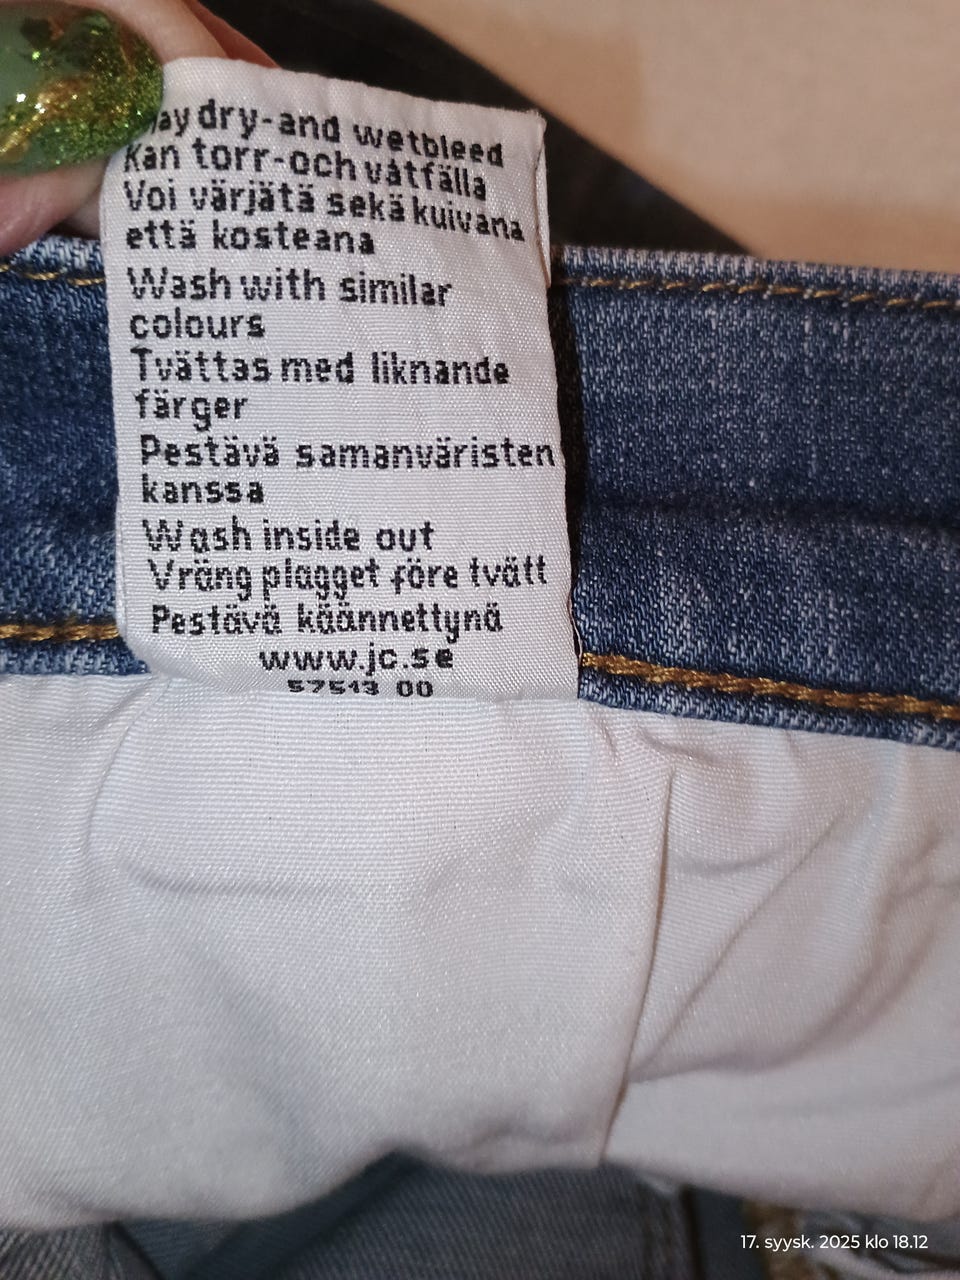 May dry-and wetbleed
Kan torr-och våtfälla
Voi värjätä sekä kuivana
että kosteana
Wash with similar
colours
Tvättas med liknande
färger
Pestävä samanväristen
kanssa
Wash inside out
Vräng plagget före tvätt
Pestävä käännettynä
www.jc.se
57513 00
17. syysk. 2025 klo 18.12